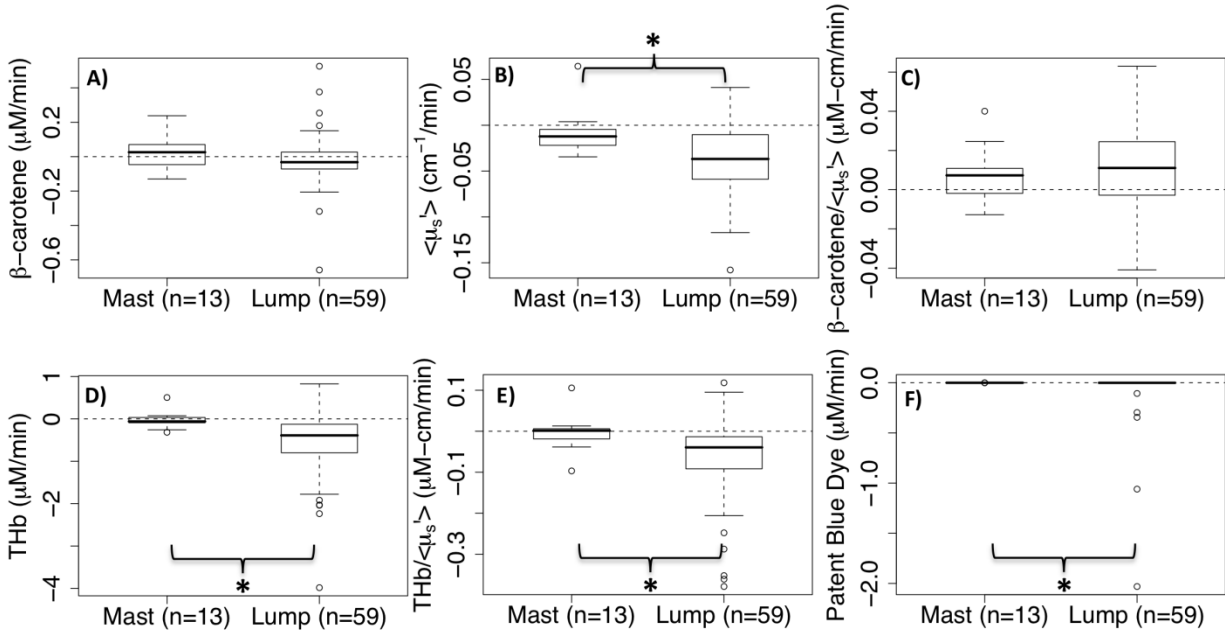 A)
β−carotene (μM/min)
0.2
−0.2
−0.6
Mast (n=13) Lump (n=59)
B)
*
<μs'> (cm−1/min)
0.05
−0.05
−0.15
Mast (n=13) Lump (n=59)
C)
β−carotene/<μs'> (μM−cm/min)
0.04
0.00
−0.04
Mast (n=13) Lump (n=59)
D)
THb (μM/min)
1
0
−2
−4
*
Mast (n=13) Lump (n=59)
E)
THb/<μs'> (μM−cm/min)
0.1
−0.1
−0.3
*
Mast (n=13) Lump (n=59)
F)
Patent Blue Dye (μM/min)
0.0
−1.0
−2.0
*
Mast (n=13) Lump (n=59)